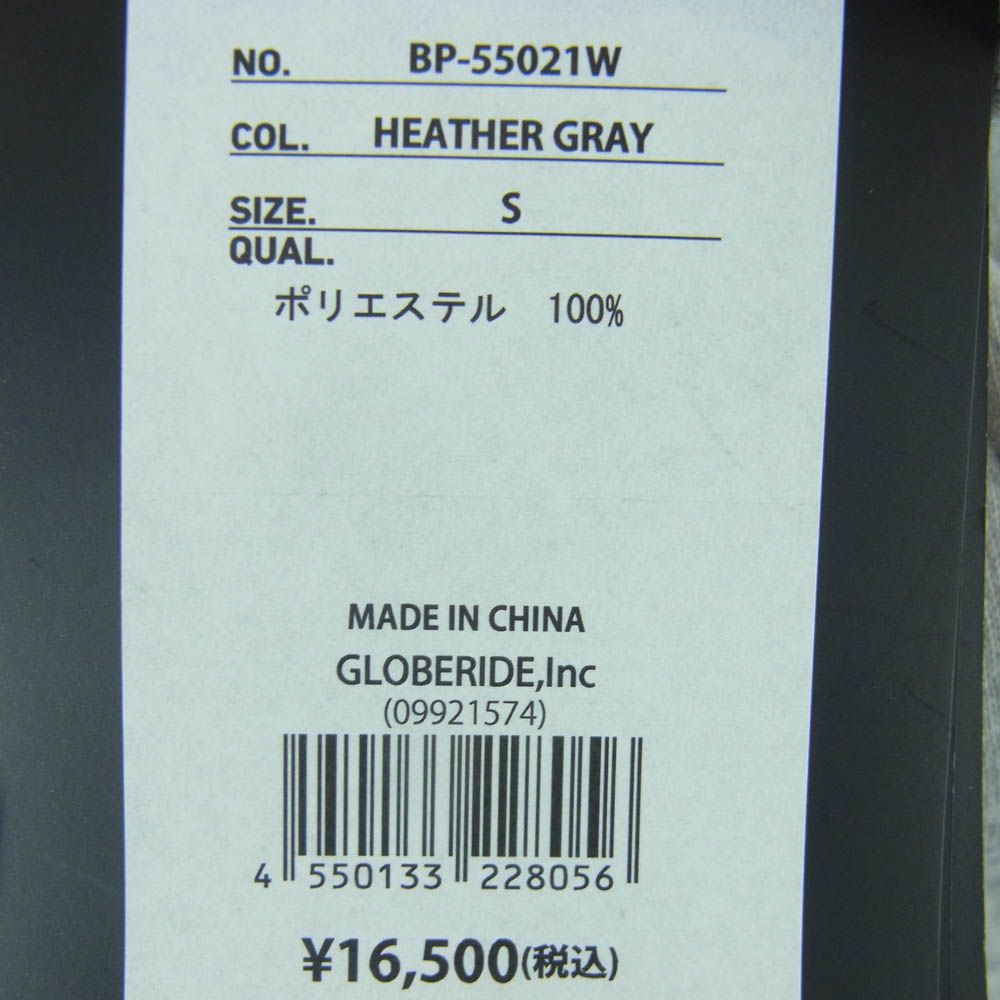 NO. BP-55021W
COL. HEATHER GRAY
SIZE. S
QUAL.
ポリエステル 100%
MADE IN CHINA
GLOBERIDE,Inc
(09921574)
4 550133 228056
¥16,500(税込)